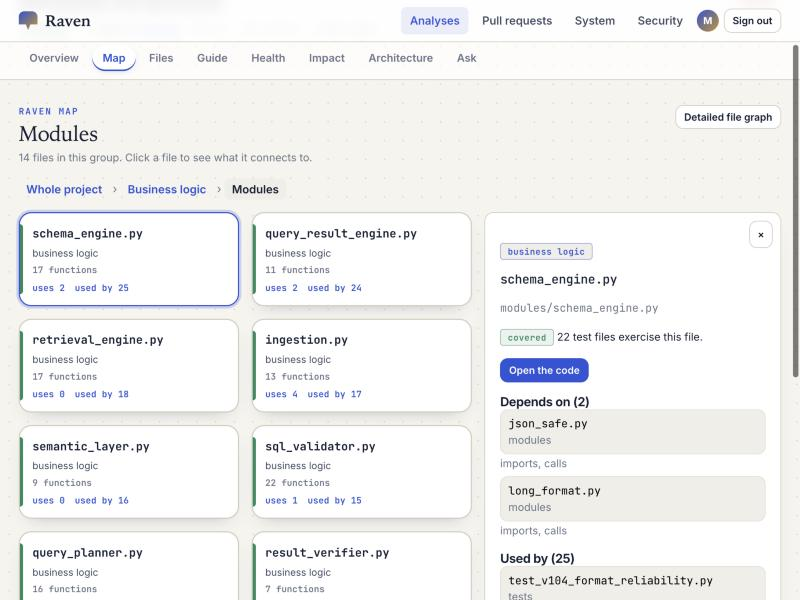 Raven
Analyses
Pull requests
System
Security
M
Sign out
Overview
Map
Files
Guide
Health
Impact
Architecture
Ask
RAVEN MAP
Modules
14 files in this group. Click a file to see what it connects to.
Detailed file graph
Whole project › Business logic › Modules
schema_engine.py
business logic
17 functions
uses 2 used by 25
query_result_engine.py
business logic
11 functions
uses 2 used by 24
retrieval_engine.py
business logic
17 functions
uses 0 used by 18
ingestion.py
business logic
13 functions
uses 4 used by 17
semantic_layer.py
business logic
9 functions
uses 0 used by 16
sql_validator.py
business logic
22 functions
uses 1 used by 15
query_planner.py
business logic
16 functions
result_verifier.py
business logic
7 functions
×
business logic
schema_engine.py
modules/schema_engine.py
covered 22 test files exercise this file.
Open the code
Depends on (2)
json_safe.py
modules
imports, calls
long_format.py
modules
imports, calls
Used by (25)
test_v104_format_reliability.py
tests